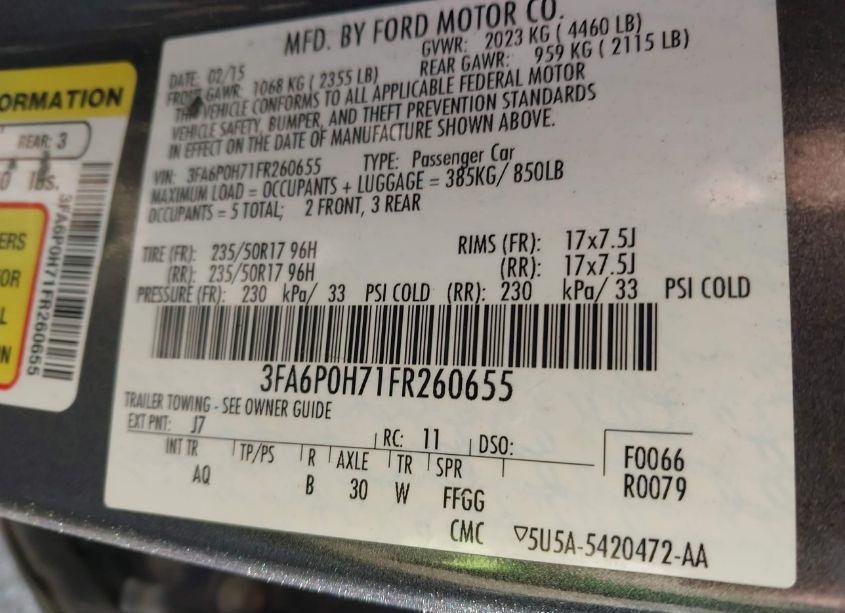 MFD. BY FORD MOTOR CO.
DATE: 02/15 GVWR: 2023 KG ( 4460 LB)
FRONT GAWR: 1068 KG ( 2355 LB) REAR GAWR: 959 KG ( 2115 LB)
THIS VEHICLE CONFORMS TO ALL APPLICABLE FEDERAL MOTOR
VEHICLE SAFETY, BUMPER, AND THEFT PREVENTION STANDARDS
IN EFFECT ON THE DATE OF MANUFACTURE SHOWN ABOVE.
VIN: 3FA6P0H71FR260655 TYPE: Passenger Car
MAXIMUM LOAD = OCCUPANTS + LUGGAGE = 385KG/ 850LB
OCCUPANTS = 5 TOTAL; 2 FRONT, 3 REAR
TIRE (FR): 235/50R17 96H RIMS (FR): 17x7.5J
(RR): 235/50R17 96H (RR): 17x7.5J
PRESSURE (FR): 230 kPa/ 33 PSI COLD (RR): 230 kPa/ 33 PSI COLD
3FA6P0H71FR260655
TRAILER TOWING - SEE OWNER GUIDE
EXT PNT: J7 RC: 11 DSO:
INT TR TP/PS R AXLE TR SPR F0066
AQ B 30 W FFGG R0079
CMC ▽5U5A-5420472-AA
ORMATION
REAR: 3
0 lbs.
3FA6P0H71FR260655
ERS
OR
L
N